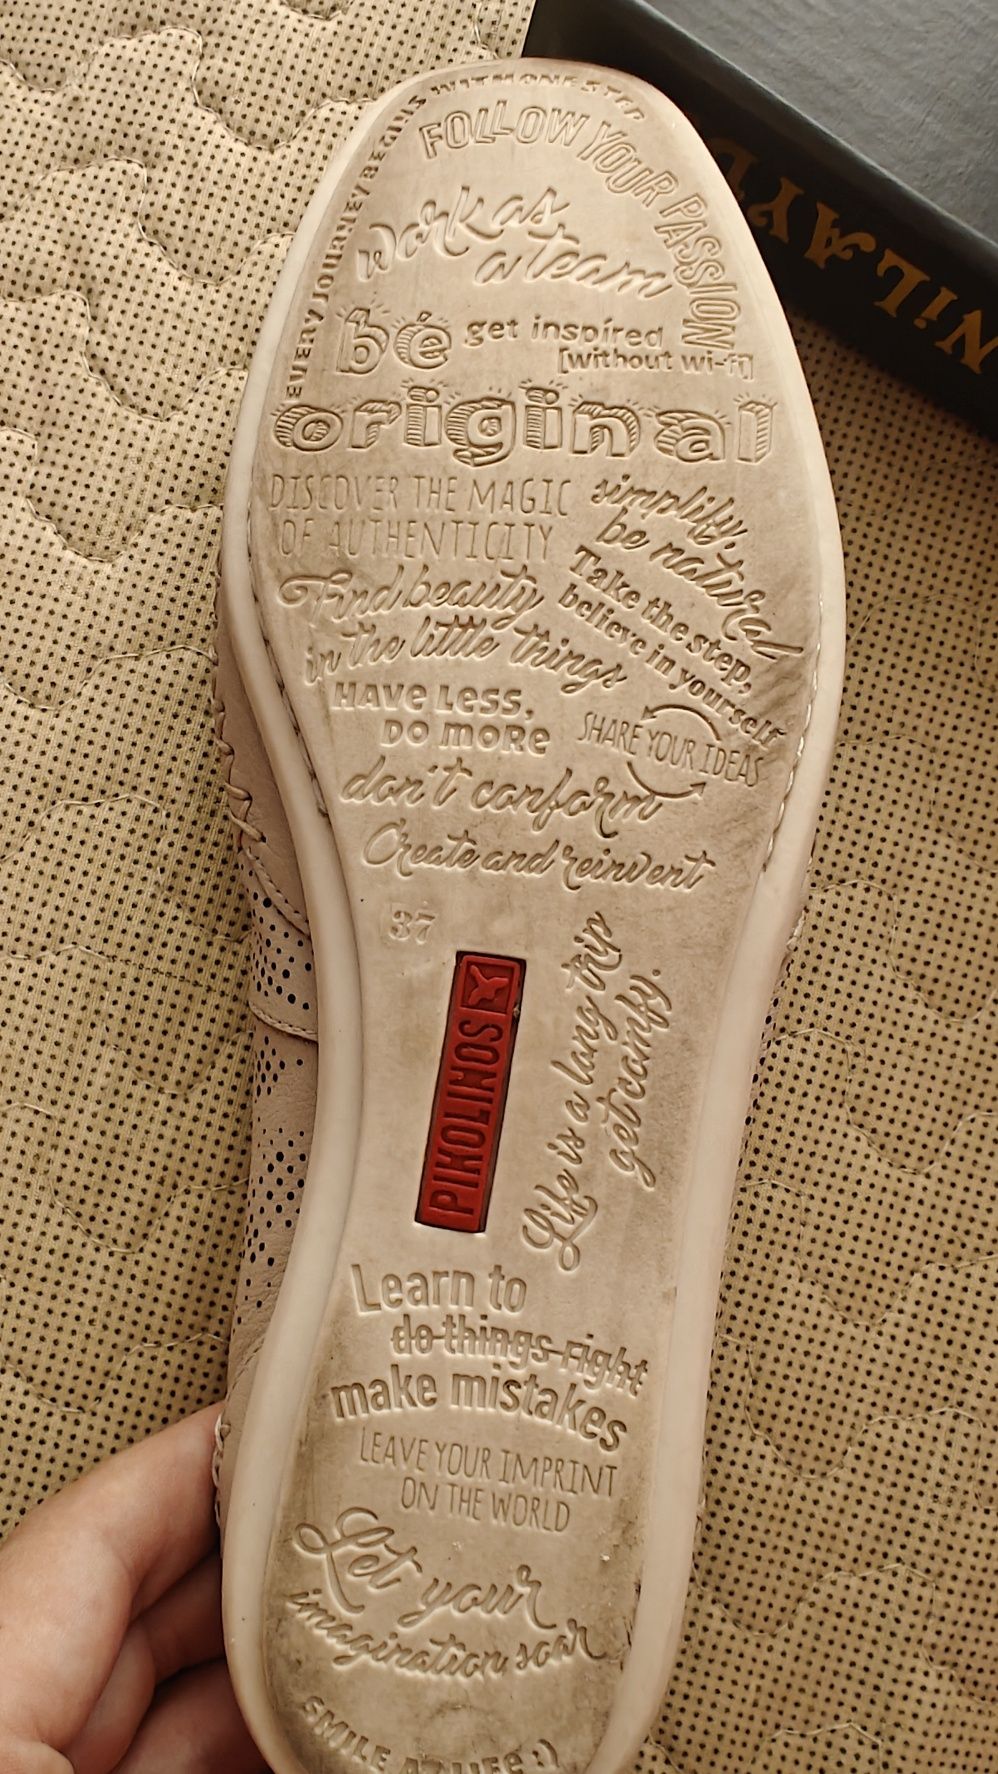 EVERY JOURNEY BEGINS WITH ONE STEP
FOLLOW YOUR PASSION
Work as
a team
be
get inspired
[without wi-fi]
original
DISCOVER THE MAGIC
OF AUTHENTICITY
simplify,
be natural
Take the step,
believe in yourself
Find beauty
in the little things
HAVE LESS,
DO MORE
SHARE YOUR IDEAS
don't conform
Create and reinvent
37
PIKOLINOS
Life is a long trip
get comfy.
Learn to
do things right
make mistakes
LEAVE YOUR IMPRINT
ON THE WORLD
Let your
imagination soar
SMILE AT LIFE :)